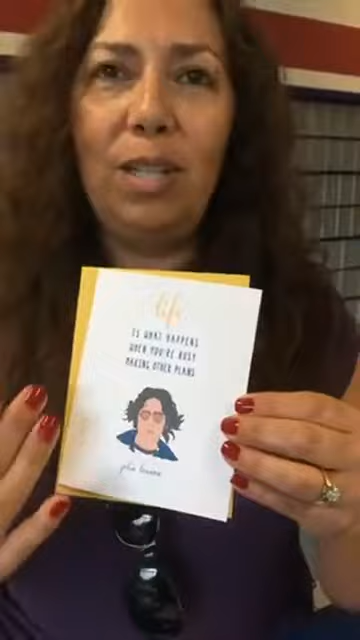 life
IS WHAT HAPPENS
WHEN YOU'RE BUSY
MAKING OTHER PLANS
john lennon